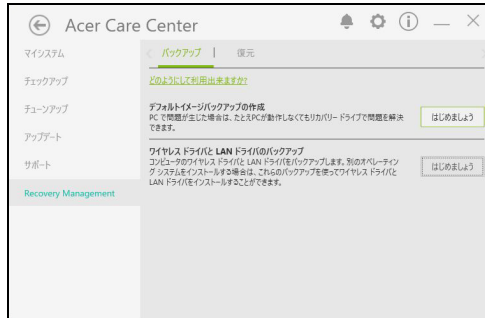 Acer Care Center
マイシステム
バックアップ | 復元
チェックアップ
どのようにして利用出来ますか?
チューンアップ
デフォルトイメージバックアップの作成
PC で問題が生じた場合は、たとえPCが動作しなくてもリカバリードライブで問題を解決
できます。
はじめましょう
アップデート
ワイヤレス ドライバと LAN ドライバのバックアップ
コンピュータのワイヤレス ドライバと LAN ドライバをバックアップします。別のオペレーティン
グ システムをインストールする場合は、これらのバックアップを使ってワイヤレス ドライバと
LAN ドライバをインストールすることができます。
はじめましょう
サポート
Recovery Management